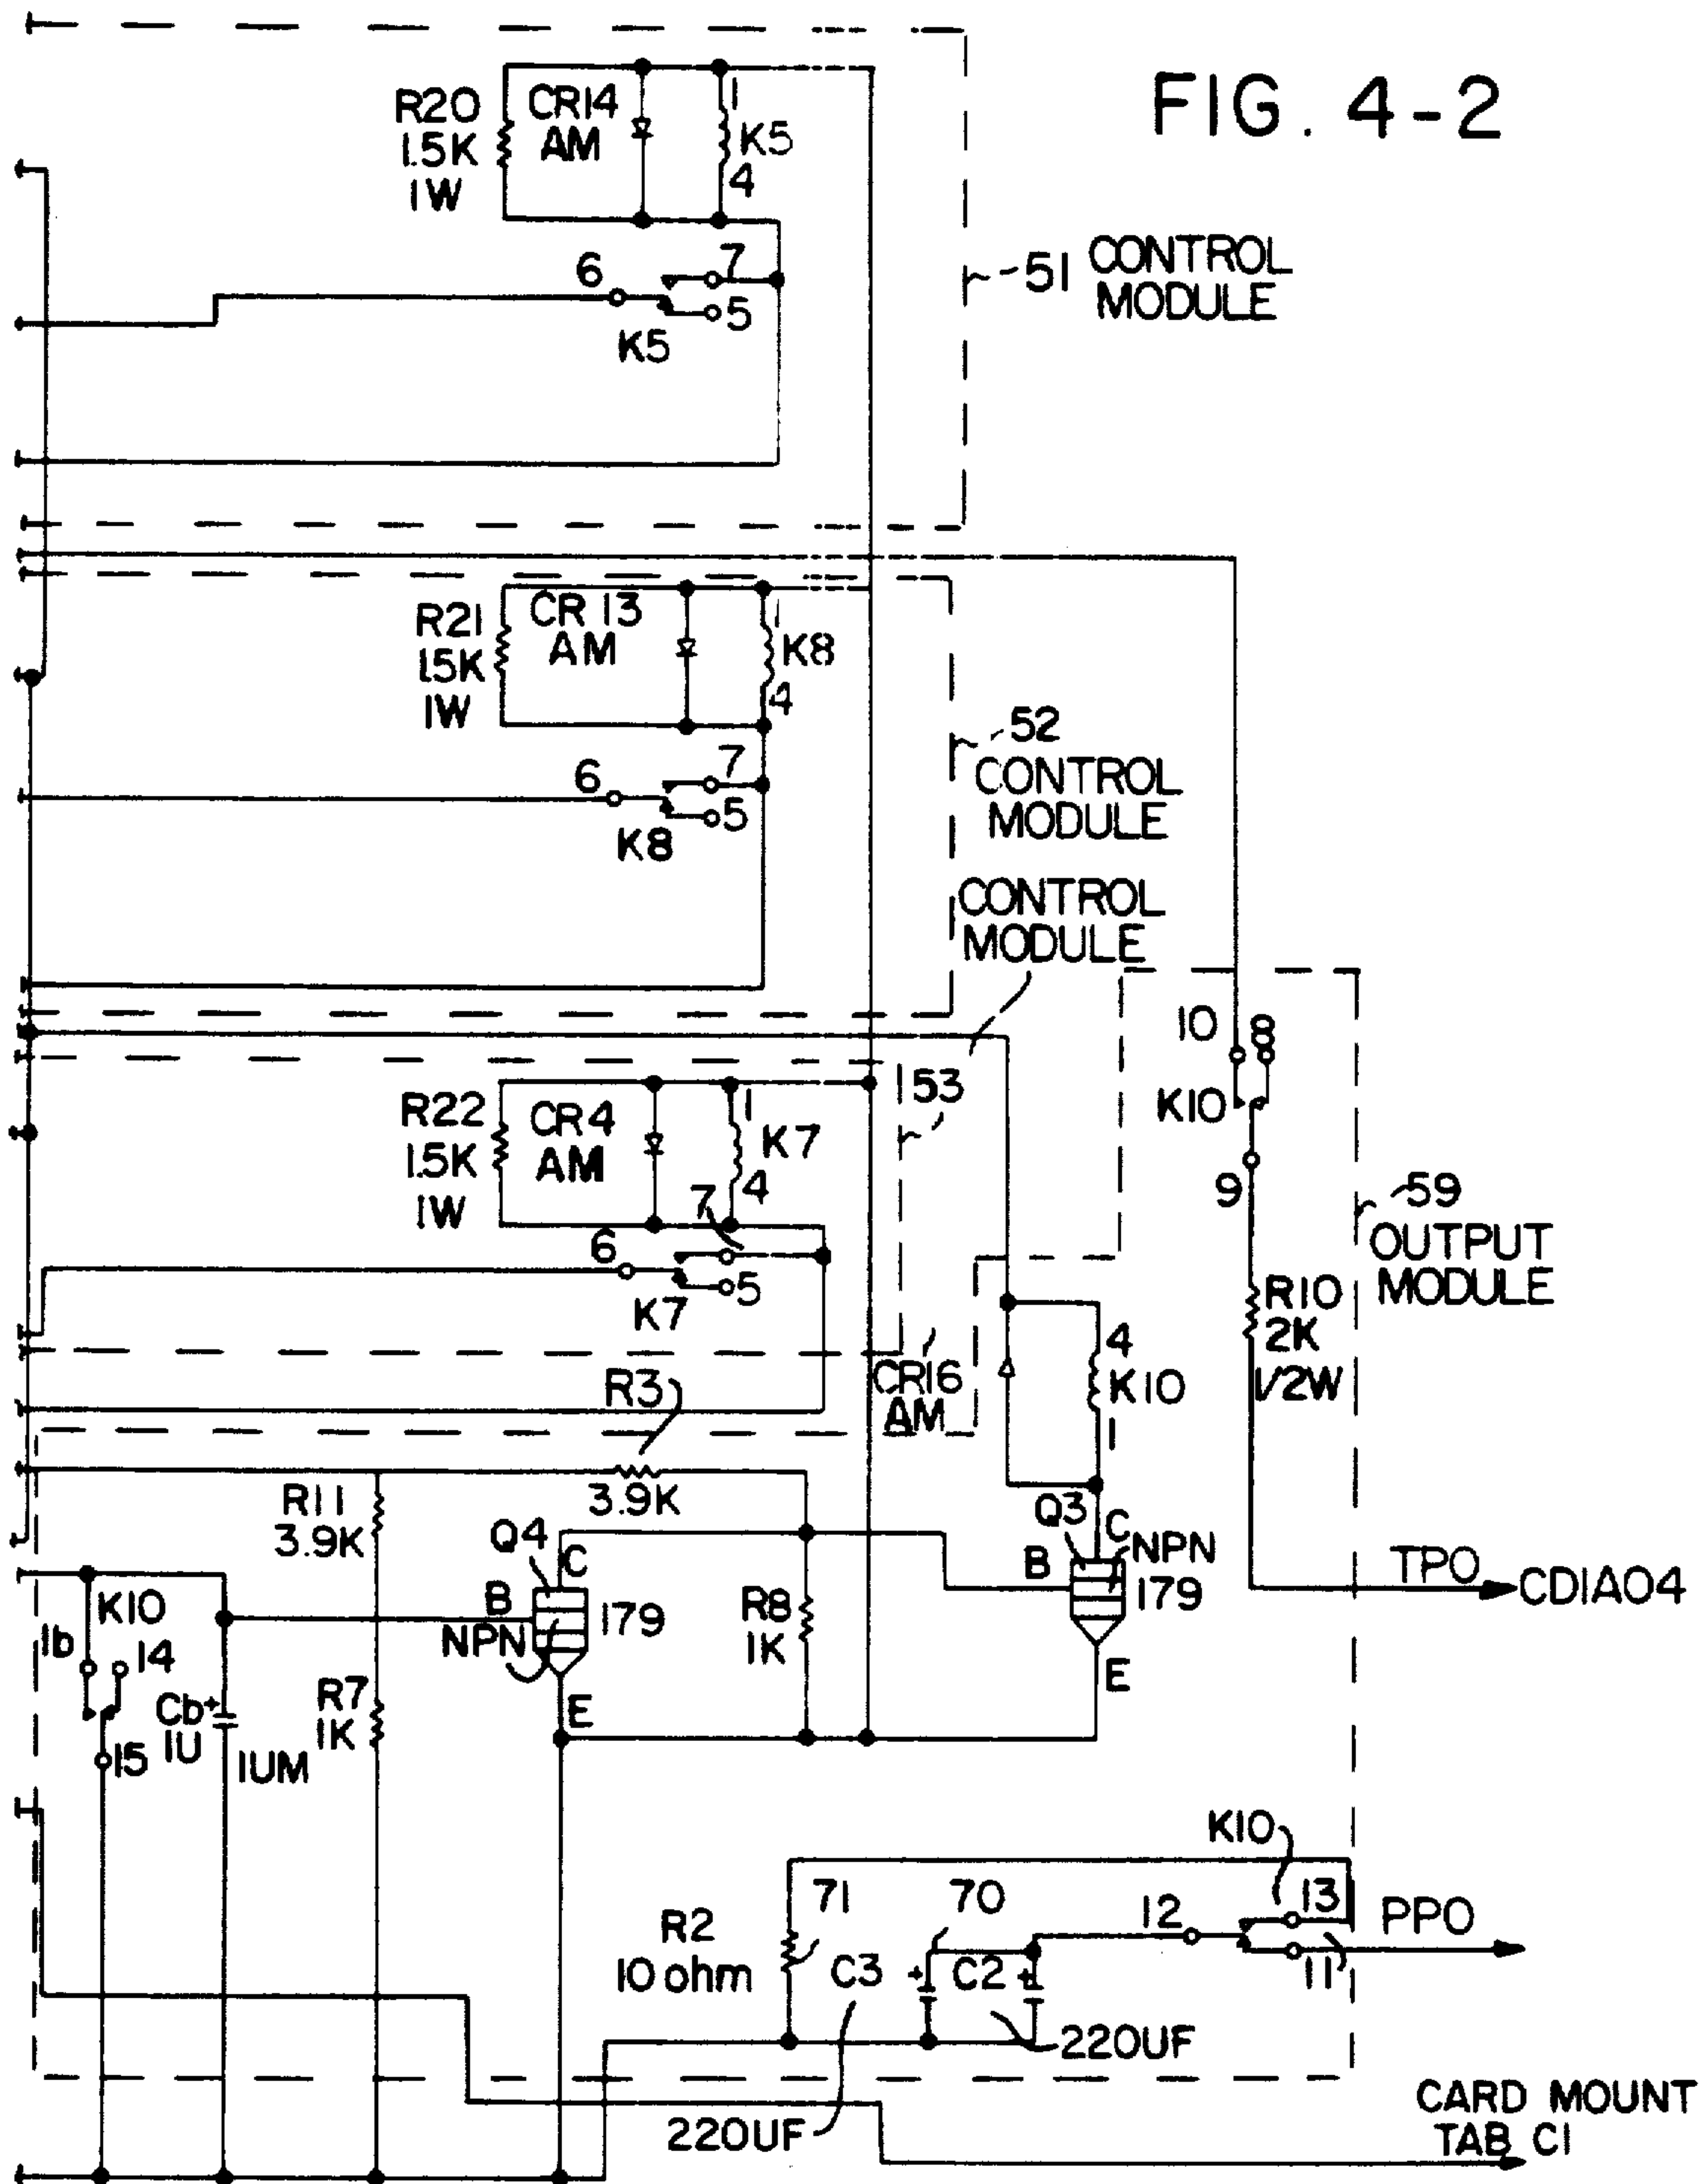 FIG. 4-2
R20
1.5K
1W
CR14
AM
1
K5
4
6
7
5
K5
51 CONTROL
MODULE
R21
1.5K
1W
CR 13
AM
1
K8
4
6
7
5
K8
52
CONTROL
MODULE
CONTROL
MODULE
53
R22
1.5K
1W
CR4
AM
1
K7
4
7
6
5
K7
10
8
K10
9
59
OUTPUT
MODULE
R10
2K
1/2W
CR16
AM
4
K10
1
R3
3.9K
R11
3.9K
Q4
C
B
NPN
179
E
R8
1K
Q3
C
B
NPN
179
E
TPO
CDIA04
K10
1b
14
15
Cb+
1U
1UM
R7
1K
K10
13
12
11
PPO
71
70
R2
10 ohm
C3
+
C2
+
220UF
220UF
CARD MOUNT
TAB C1